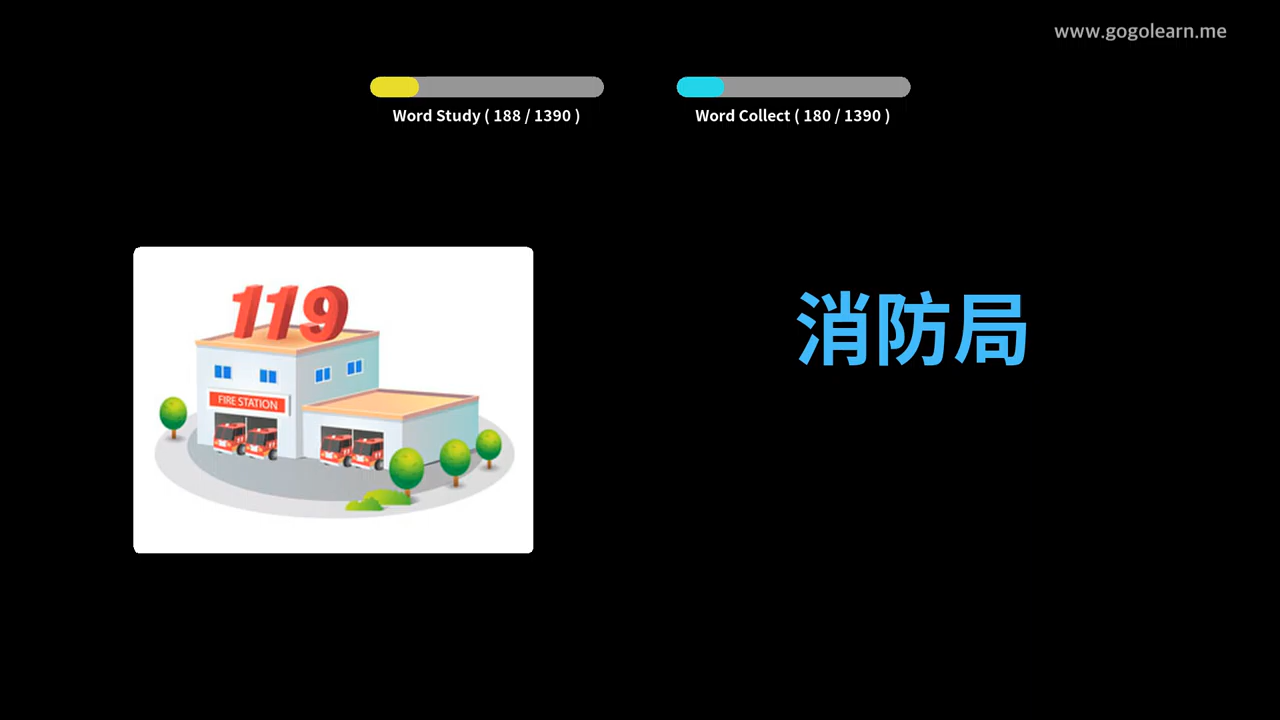 www.gogolearn.me
Word Study ( 188 / 1390 )
Word Collect ( 180 / 1390 )
119
FIRE STATION
消防局